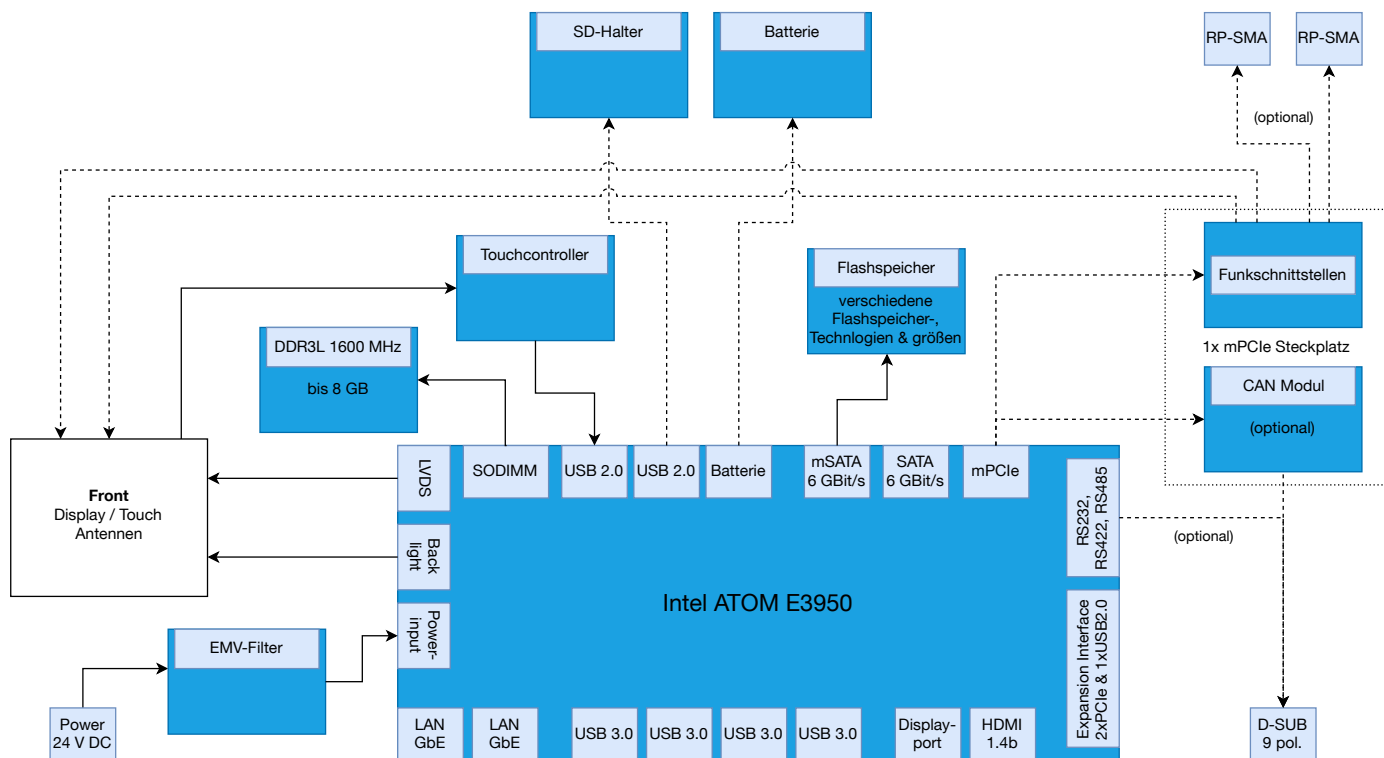 SD-Halter
Batterie
RP-SMA
RP-SMA
(optional)
Touchcontroller
Flashspeicher
verschiedene
Flashspeicher-,
Technlogien & größen
Funkschnittstellen
1x mPCIe Steckplatz
DDR3L 1600 MHz
bis 8 GB
CAN Modul
(optional)
Front
Display / Touch
Antennen
LVDS
SODIMM
USB 2.0
USB 2.0
Batterie
mSATA
6 GBit/s
SATA
6 GBit/s
mPCIe
RS232,
RS422, RS485
(optional)
Back
light
Intel ATOM E3950
Power-
input
EMV-Filter
Expansion Interface
2xPCIe & 1xUSB2.0
Power
24 V DC
LAN
GbE
LAN
GbE
USB 3.0
USB 3.0
USB 3.0
USB 3.0
Display-
port
HDMI
1.4b
D-SUB
9 pol.